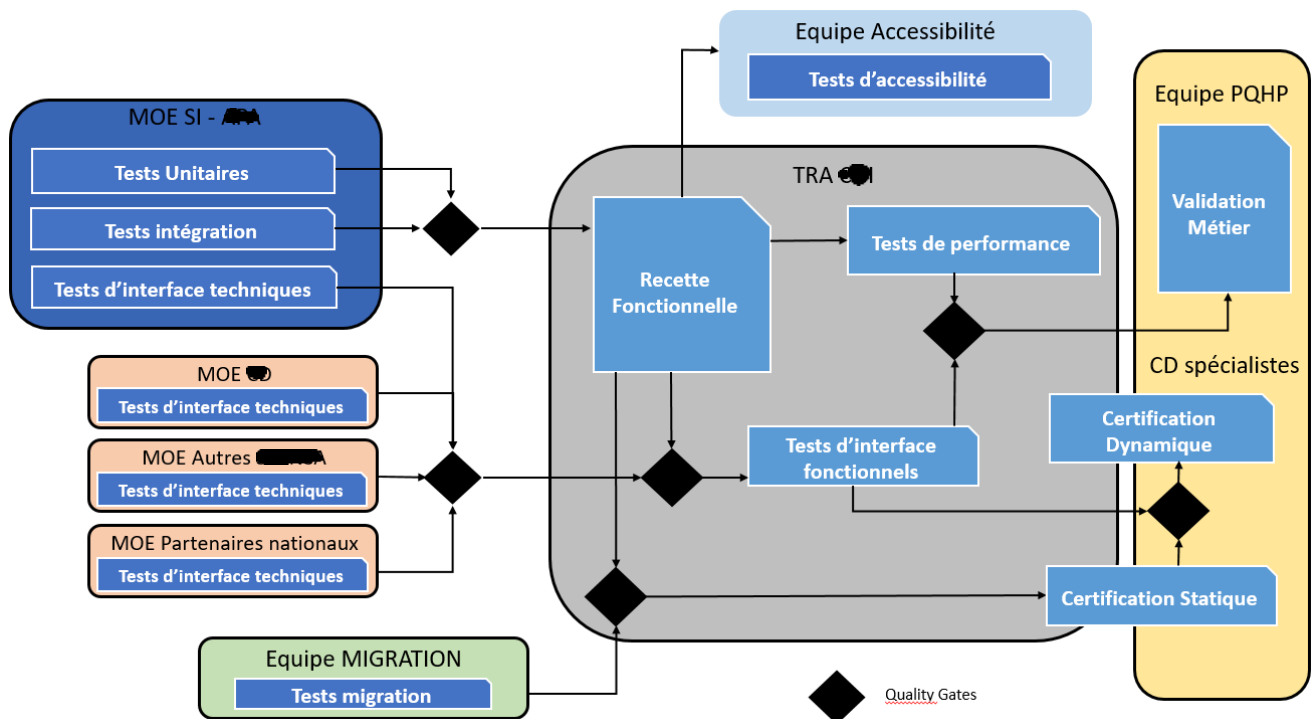 Equipe Accessibilité
Tests d'accessibilité
MOE SI -
Tests Unitaires
Tests intégration
Tests d'interface techniques
MOE
Tests d'interface techniques
MOE Autres
Tests d'interface techniques
MOE Partenaires nationaux
Tests d'interface techniques
Equipe MIGRATION
Tests migration
TRA
Recette
Fonctionnelle
Tests de performance
Tests d'interface
fonctionnels
Equipe PQHP
Validation
Métier
CD spécialistes
Certification
Dynamique
Certification Statique
Quality Gates